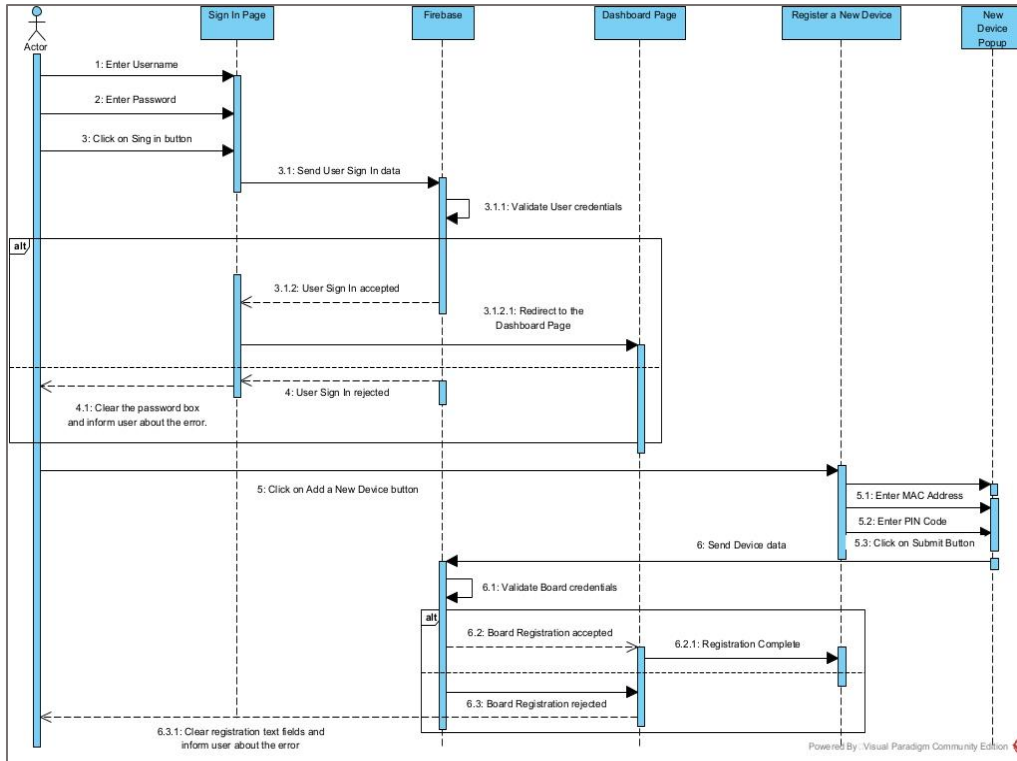 Sign In Page
Firebase
Dashboard Page
Register a New Device
New
Device
Popup
Actor
1: Enter Username
2: Enter Password
3: Click on Sing in button
3.1: Send User Sign In data
3.1.1: Validate User credentials
alt
3.1.2: User Sign In accepted
3.1.2.1: Redirect to the
Dashboard Page
4: User Sign In rejected
4.1: Clear the password box
and inform user about the error.
5: Click on Add a New Device button
5.1: Enter MAC Address
5.2: Enter PIN Code
5.3: Click on Submit Button
6: Send Device data
6.1: Validate Board credentials
alt
6.2: Board Registration accepted
6.2.1: Registration Complete
6.3: Board Registration rejected
6.3.1: Clear registration text fields and
inform user about the error
Powered By: Visual Paradigm Community Edition